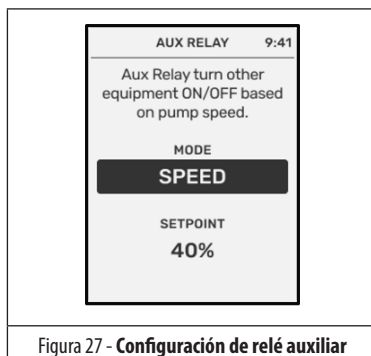 AUX RELAY 9:41
Aux Relay turn other
equipment ON/OFF based
on pump speed.
MODE
SPEED
SETPOINT
40%
Figura 27 - Configuración de relé auxiliar